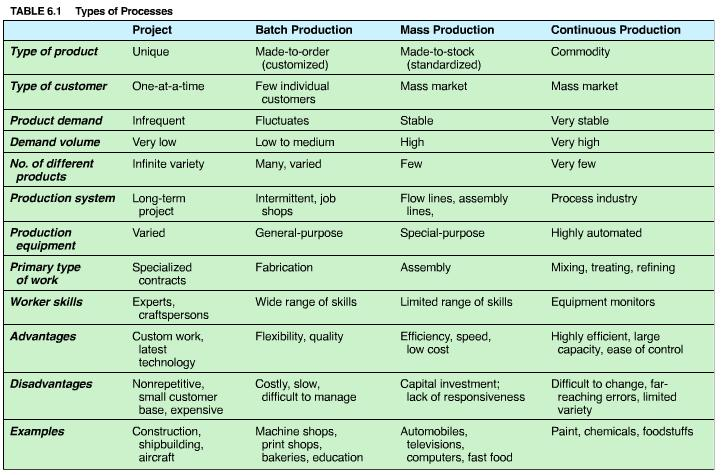 TABLE 6.1 Types of Processes
Project Batch Production Mass Production Continuous Production
Type of product Unique Made-to-order Made-to-stock Commodity
(customized) (standardized)
Type of customer One-at-a-time Few individual Mass market Mass market
customers
Product demand Infrequent Fluctuates Stable Very stable
Demand volume Very low Low to medium High Very high
No. of different Infinite variety Many, varied Few Very few
products
Production system Long-term Intermittent, job Flow lines, assembly Process industry
project shops lines,
Production Varied General-purpose Special-purpose Highly automated
equipment
Primary type Specialized Fabrication Assembly Mixing, treating, refining
of work contracts
Worker skills Experts, Wide range of skills Limited range of skills Equipment monitors
craftspersons
Advantages Custom work, Flexibility, quality Efficiency, speed, Highly efficient, large
latest low cost capacity, ease of control
technology
Disadvantages Nonrepetitive, Costly, slow, Capital investment; Difficult to change, far-
small customer difficult to manage lack of responsiveness reaching errors, limited
base, expensive variety
Examples Construction, Machine shops, Automobiles, Paint, chemicals, foodstuffs
shipbuilding, print shops, televisions,
aircraft bakeries, education computers, fast food